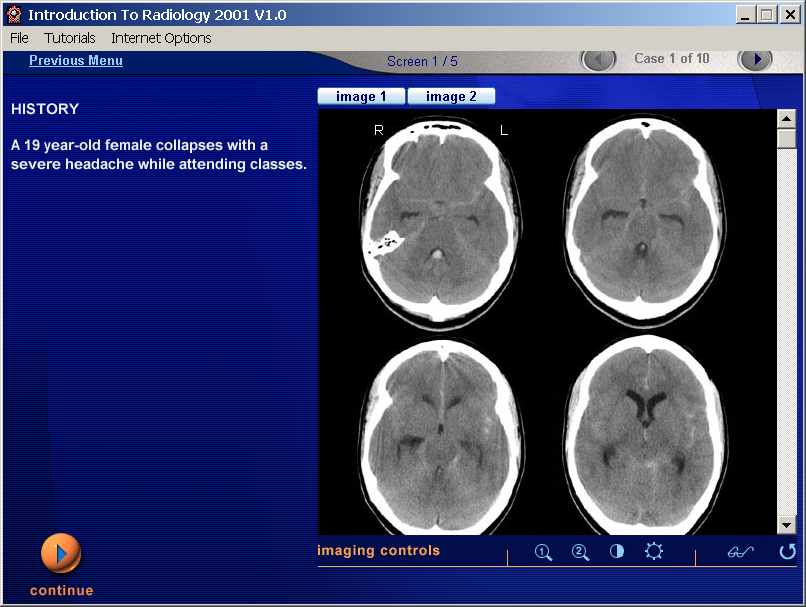 Introduction To Radiology 2001 V1.0
File Tutorials Internet Options
Previous Menu
Screen 1 / 5
Case 1 of 10
image 1
image 2
HISTORY
A 19 year-old female collapses with a
severe headache while attending classes.
R
L
imaging controls
1
2
continue